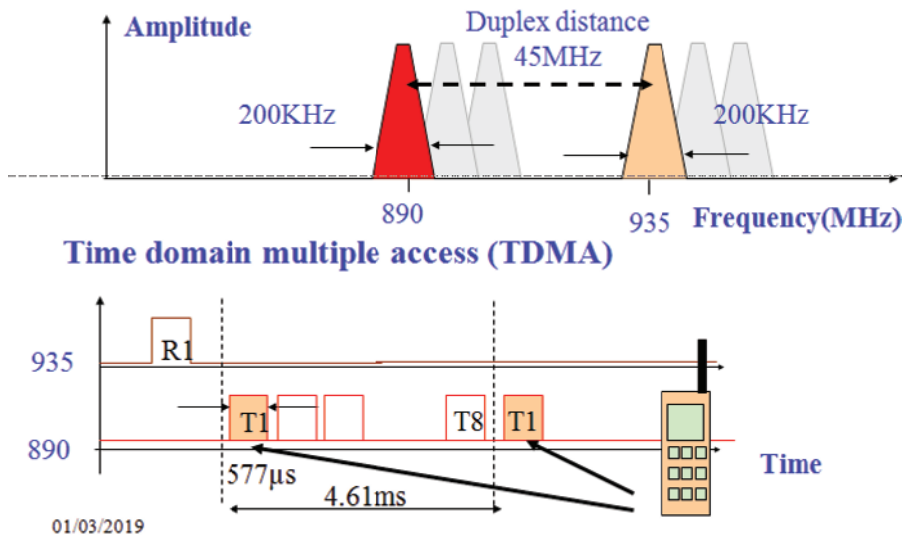 Amplitude
Duplex distance
45MHz
200KHz
200KHz
890
935
Frequency(MHz)
Time domain multiple access (TDMA)
935
R1
T1
T8
T1
890
577µs
Time
4.61ms
01/03/2019